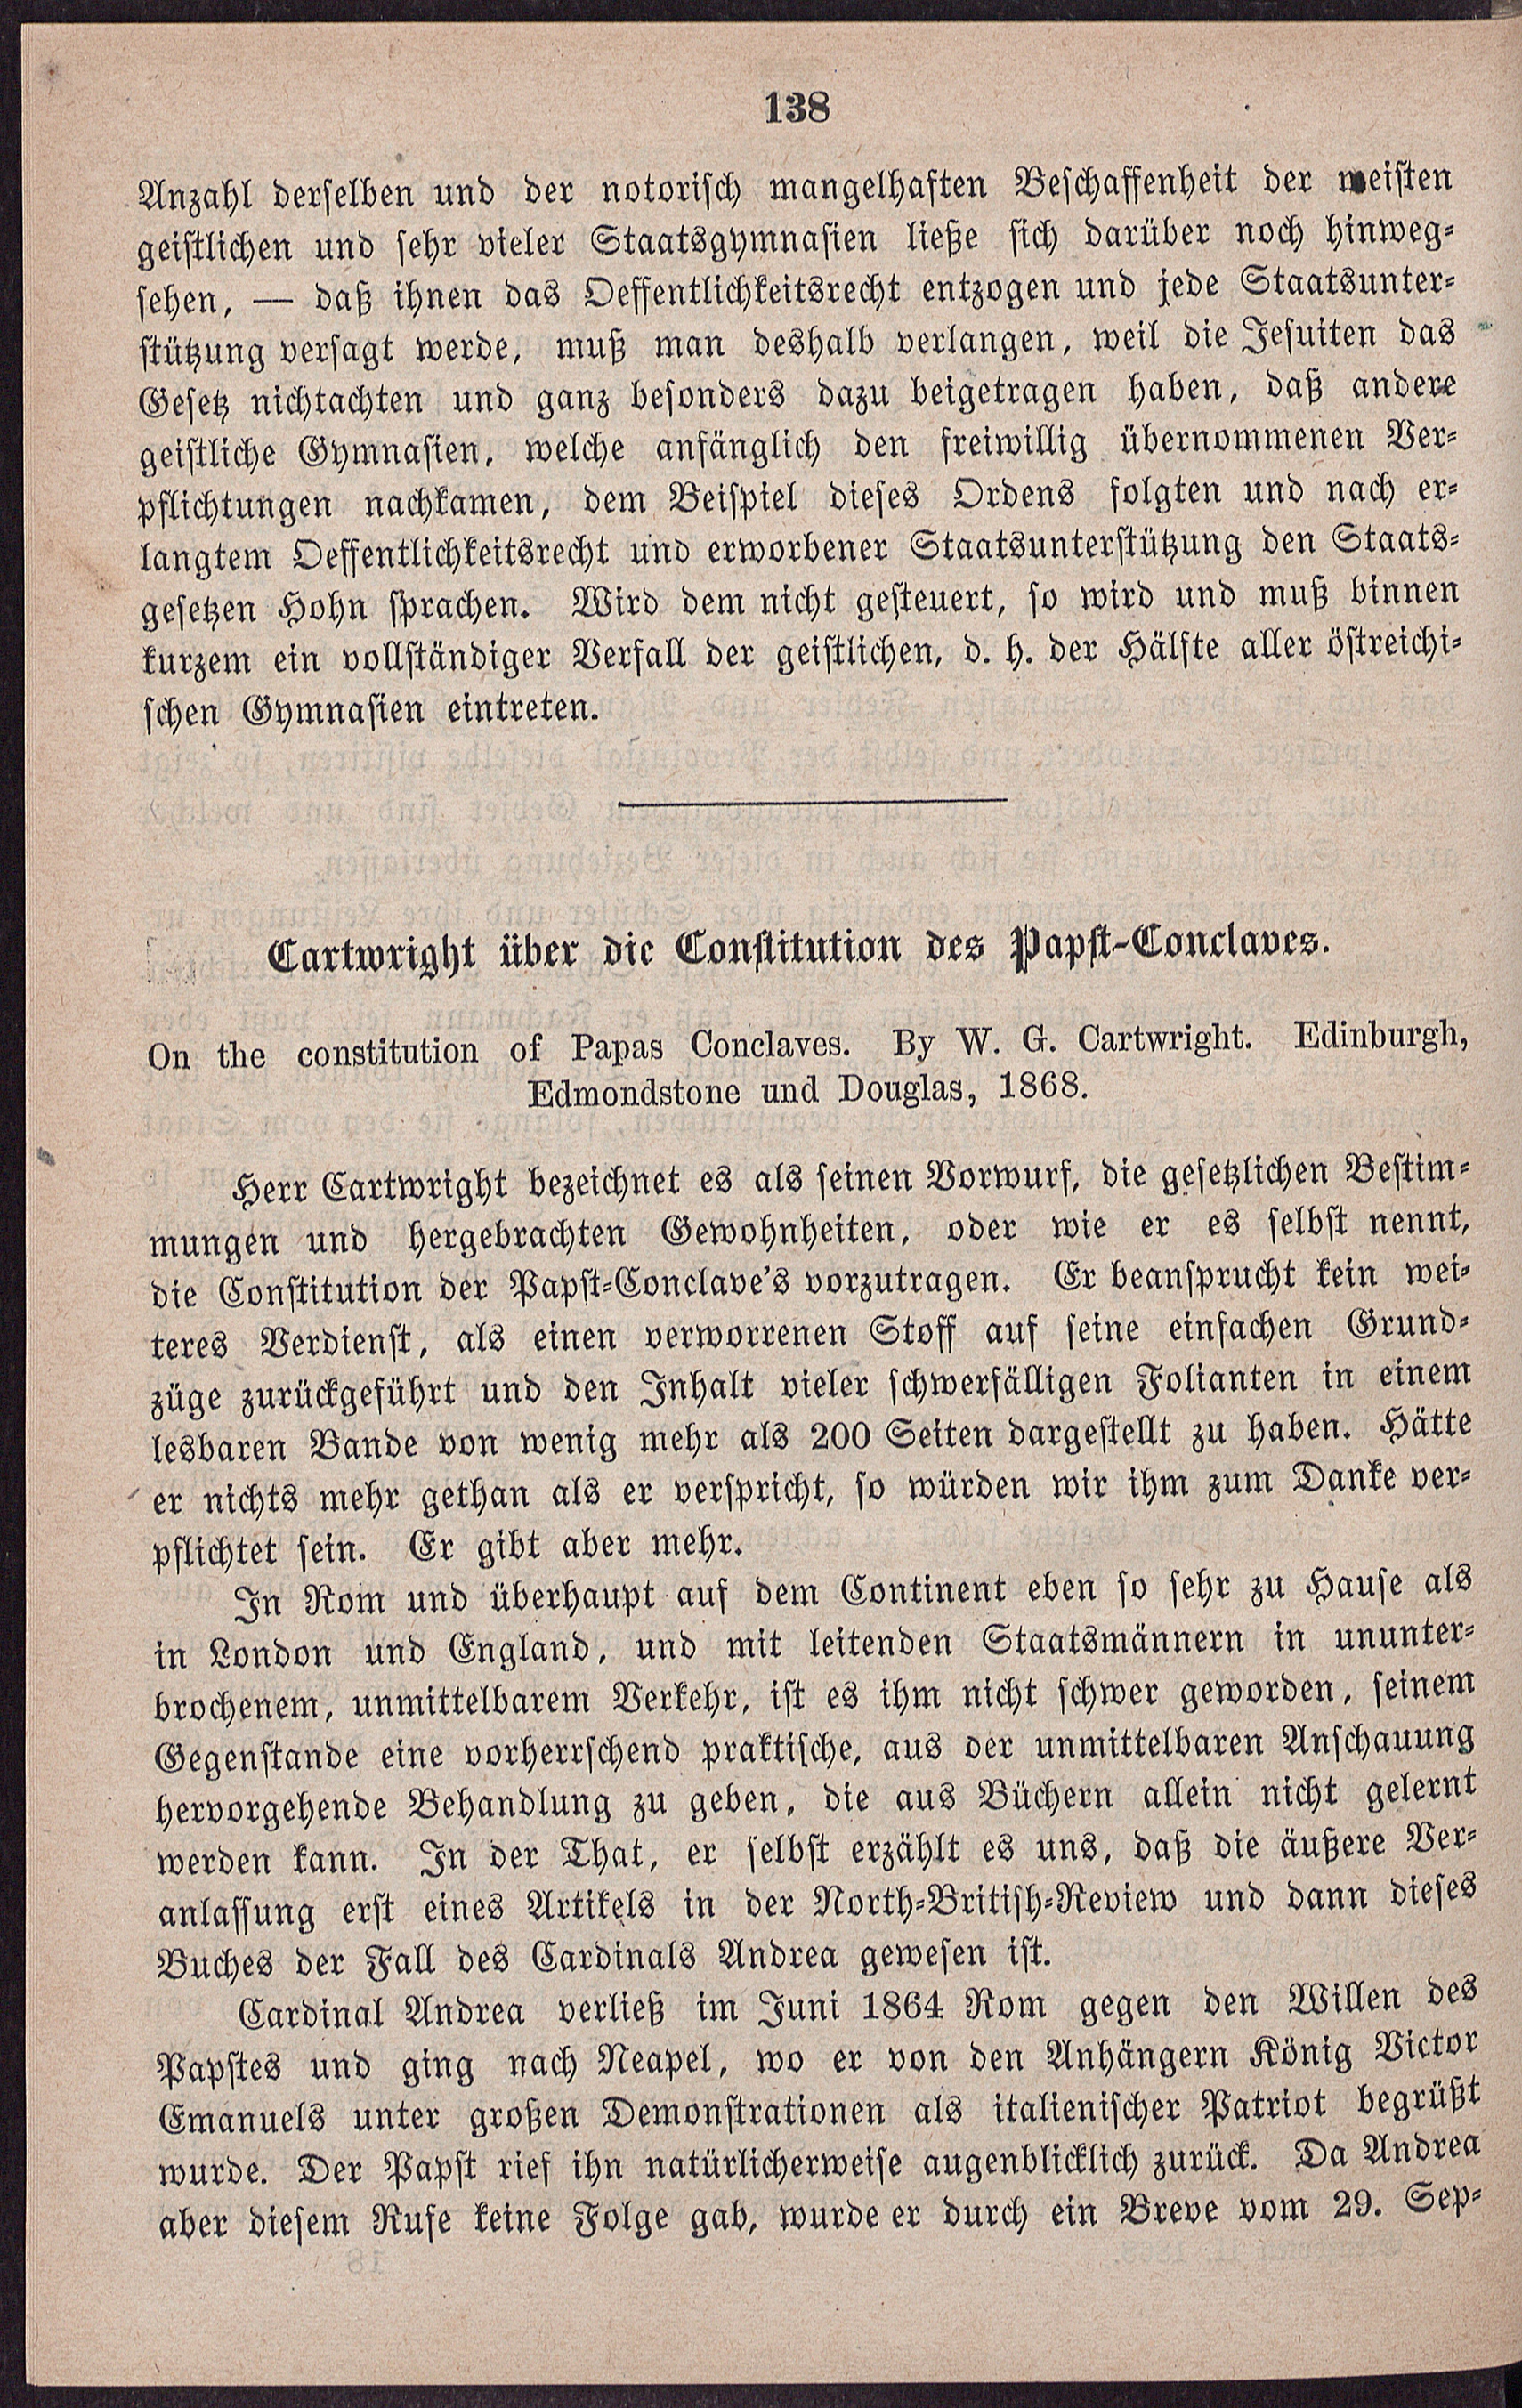 138
Anzahl derselben und der notorisch mangelhaften Beschaffenheit der meisten
geistlichen und sehr vieler Staatsgymnasien ließe sich darüber noch hinweg-
sehen, — daß ihnen das Oeffentlichkeitsrecht entzogen und jede Staatsunter-
stützung versagt werde, muß man deshalb verlangen, weil die Jesuiten das
Gesetz nichtachten und ganz besonders dazu beigetragen haben, daß andere
geistliche Gymnasien, welche anfänglich den freiwillig übernommenen Ver-
pflichtungen nachkamen, dem Beispiel dieses Ordens folgten und nach er-
langtem Oeffentlichkeitsrecht und erworbener Staatsunterstützung den Staats-
gesetzen Hohn sprachen. Wird dem nicht gesteuert, so wird und muß binnen
kurzem ein vollständiger Verfall der geistlichen, d. h. der Hälfte aller östreichi-
schen Gymnasien eintreten.
Cartwright über die Constitution des Papst-Conclaves.
On the constitution of Papas Conclaves. By W. G. Cartwright. Edinburgh,
Edmondstone und Douglas, 1868.
Herr Cartwright bezeichnet es als seinen Vorwurf, die gesetzlichen Bestim-
mungen und hergebrachten Gewohnheiten, oder wie er es selbst nennt,
die Constitution der Papst-Conclave's vorzutragen. Er beansprucht kein wei-
teres Verdienst, als einen verworrenen Stoff auf seine einfachen Grund-
züge zurückgeführt und den Inhalt vieler schwerfälligen Folianten in einem
lesbaren Bande von wenig mehr als 200 Seiten dargestellt zu haben. Hätte
er nichts mehr gethan als er verspricht, so würden wir ihm zum Danke ver-
pflichtet sein. Er gibt aber mehr.
In Rom und überhaupt auf dem Continent eben so sehr zu Hause als
in London und England, und mit leitenden Staatsmännern in ununter-
brochenem, unmittelbarem Verkehr, ist es ihm nicht schwer geworden, seinem
Gegenstande eine vorherrschend praktische, aus der unmittelbaren Anschauung
hervorgehende Behandlung zu geben, die aus Büchern allein nicht gelernt
werden kann. In der That, er selbst erzählt es uns, daß die äußere Ver-
anlassung erst eines Artikels in der North-British-Review und dann dieses
Buches der Fall des Cardinals Andrea gewesen ist.
Cardinal Andrea verließ im Juni 1864 Rom gegen den Willen des
Papstes und ging nach Neapel, wo er von den Anhängern König Victor
Emanuels unter großen Demonstrationen als italienischer Patriot begrüßt
wurde. Der Papst rief ihn natürlicherweise augenblicklich zurück. Da Andrea
aber diesem Rufe keine Folge gab, wurde er durch ein Breve vom 29. Sep-